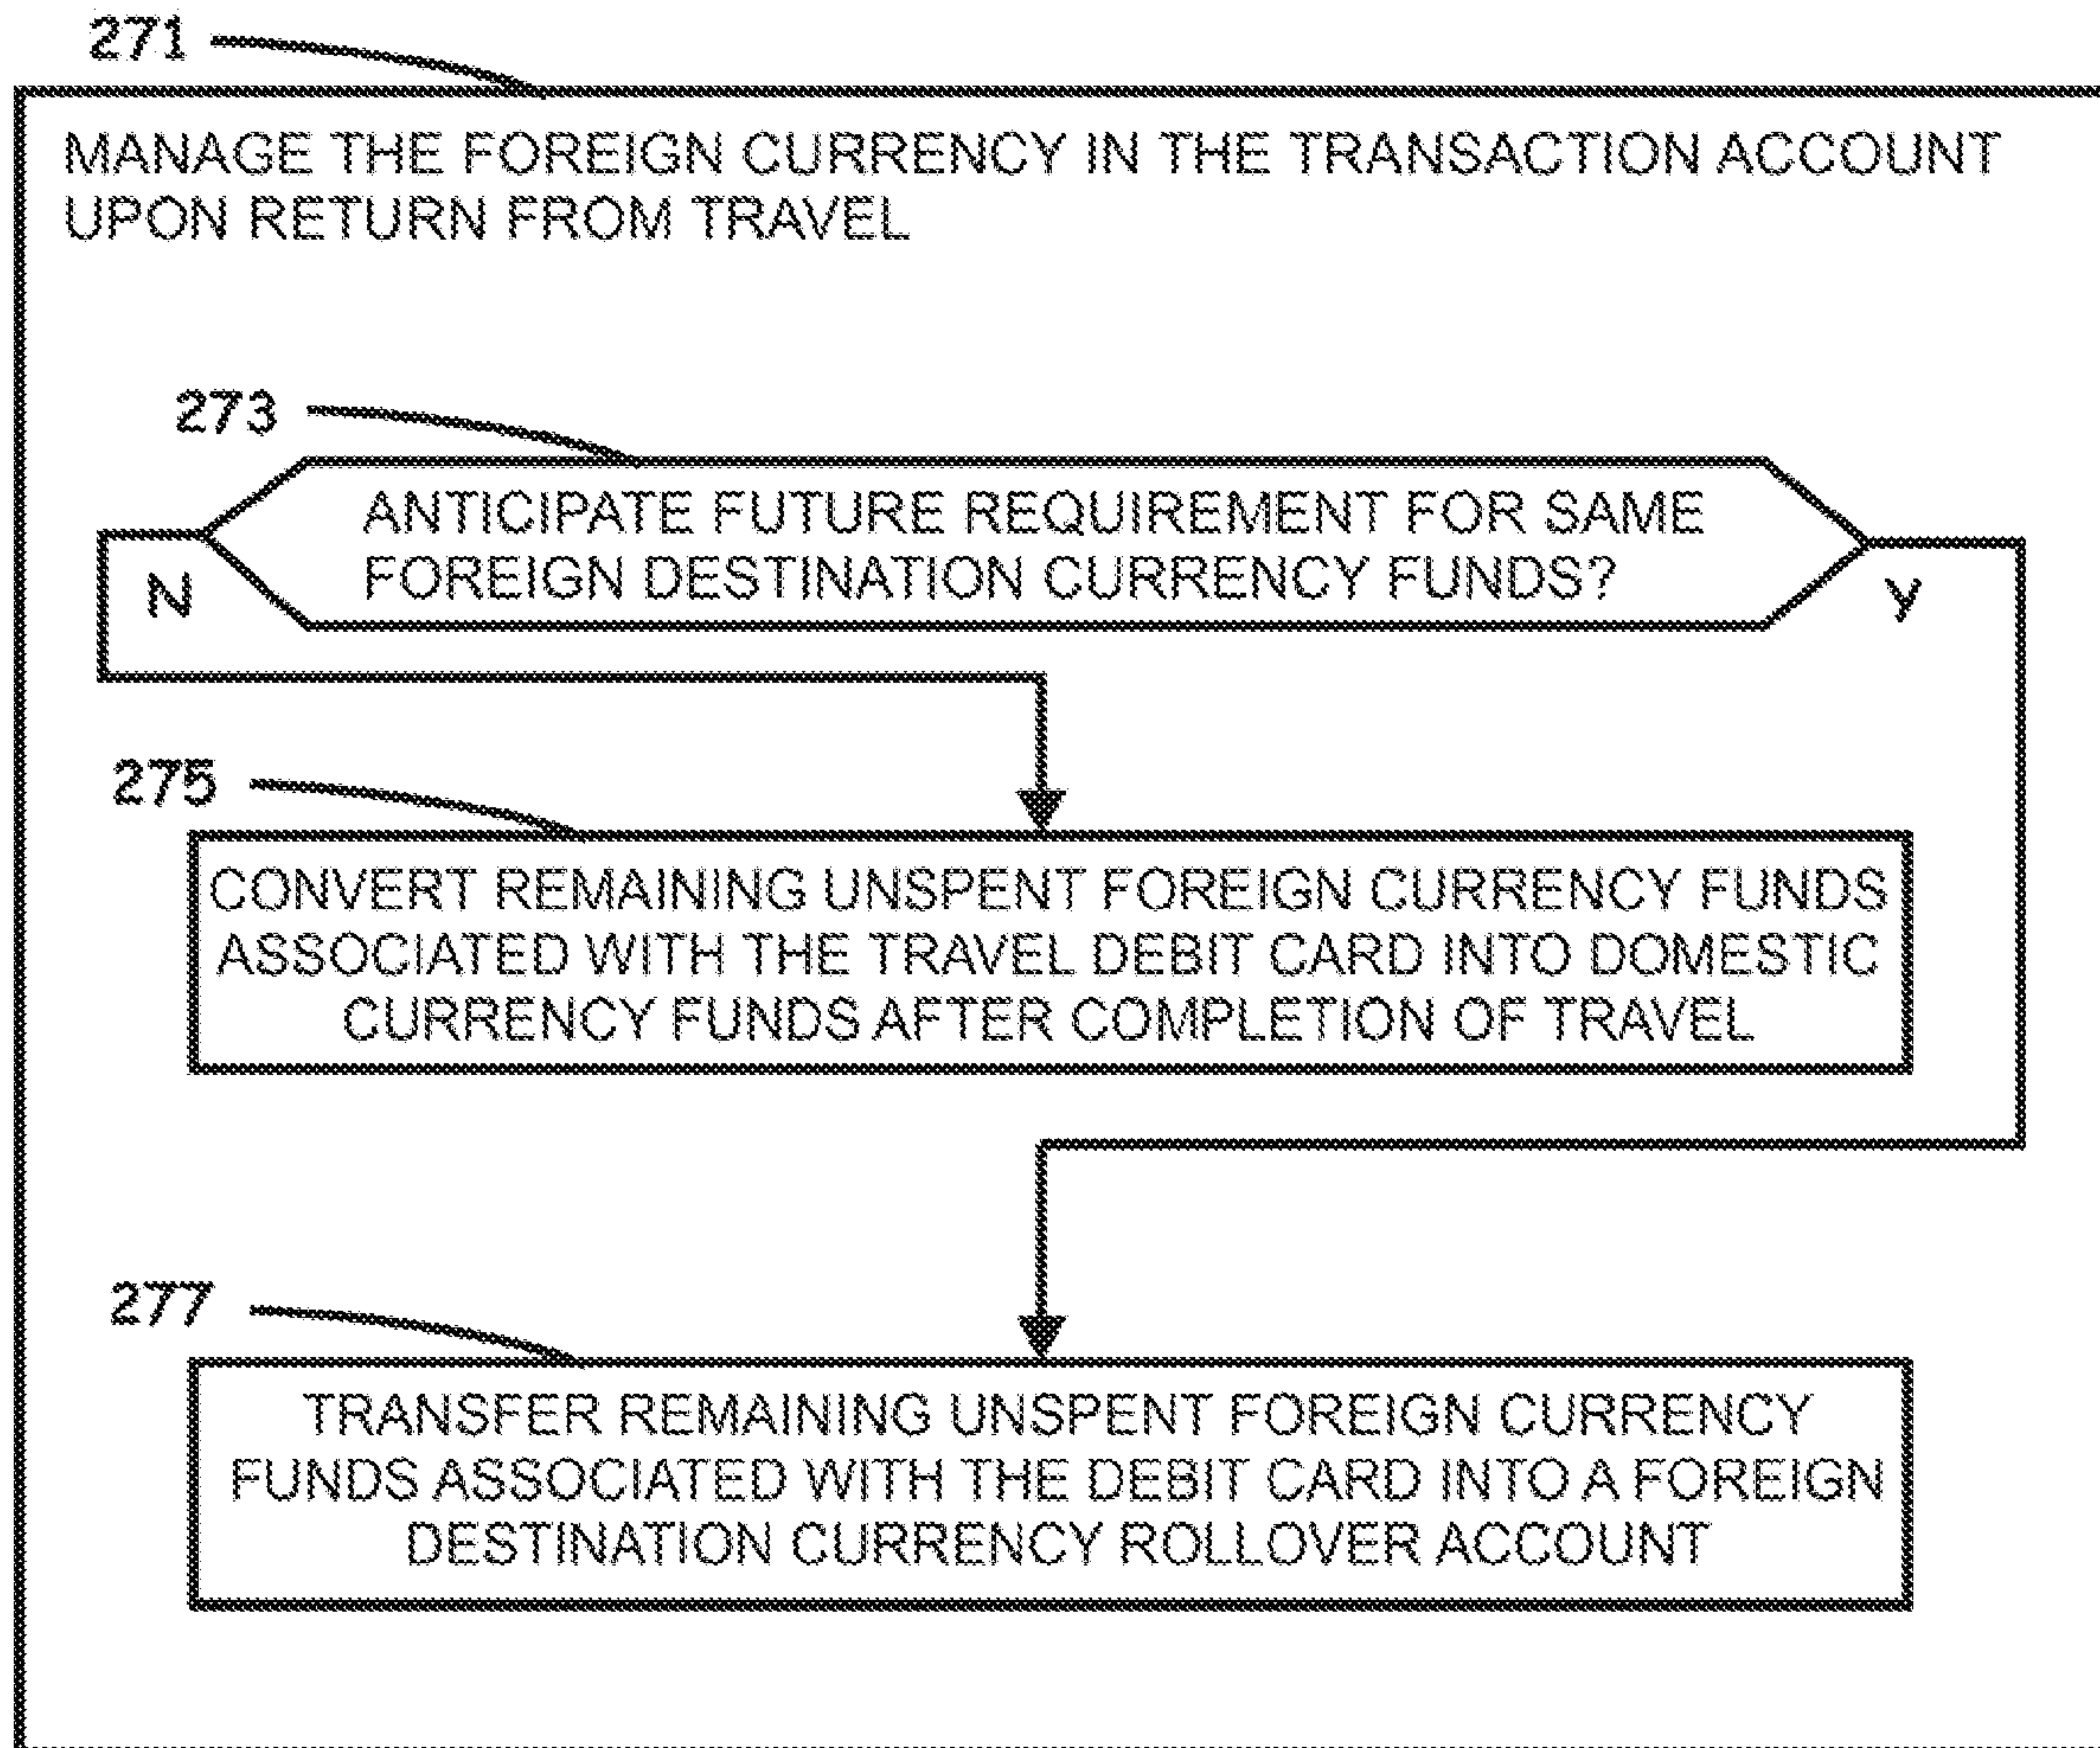 271
MANAGE THE FOREIGN CURRENCY IN THE TRANSACTION ACCOUNT
UPON RETURN FROM TRAVEL
273
ANTICIPATE FUTURE REQUIREMENT FOR SAME
FOREIGN DESTINATION CURRENCY FUNDS?
N
Y
275
CONVERT REMAINING UNSPENT FOREIGN CURRENCY FUNDS
ASSOCIATED WITH THE TRAVEL DEBIT CARD INTO DOMESTIC
CURRENCY FUNDS AFTER COMPLETION OF TRAVEL
277
TRANSFER REMAINING UNSPENT FOREIGN CURRENCY
FUNDS ASSOCIATED WITH THE DEBIT CARD INTO A FOREIGN
DESTINATION CURRENCY ROLLOVER ACCOUNT